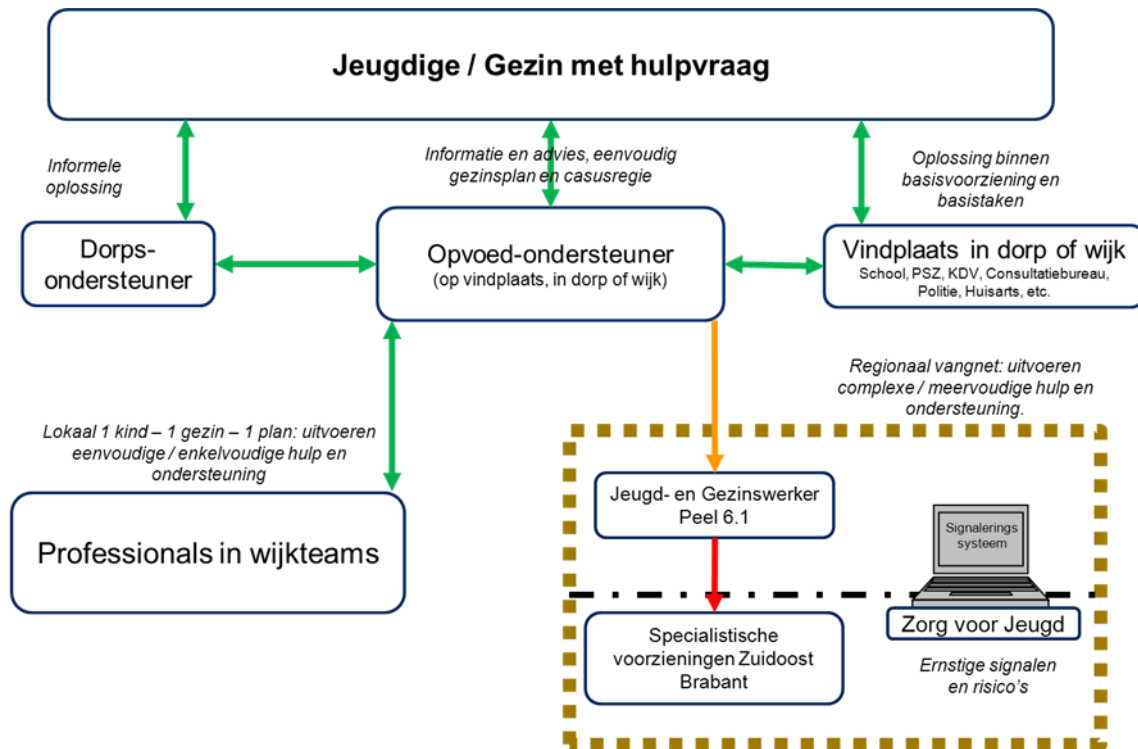 Jeugdige / Gezin met hulpvraag
Informele
oplossing
Informatie en advies, eenvoudig
gezinsplan en casusregie
Oplossing binnen
basisvoorziening en
basistaken
Dorps-
ondersteuner
Opvoed-ondersteuner
(op vindplaats, in dorp of wijk)
Vindplaats in dorp of wijk
School, PSZ, KDV, Consultatiebureau,
Politie, Huisarts, etc.
Regionaal vangnet: uitvoeren
complexe / meervoudige hulp en
ondersteuning.
Lokaal 1 kind – 1 gezin – 1 plan: uitvoeren
eenvoudige / enkelvoudige hulp en
ondersteuning
Professionals in wijkteams
Jeugd- en Gezinswerker
Peel 6.1
Signalerings
systeem
Zorg voor Jeugd
Specialistische
voorzieningen Zuidoost
Brabant
Ernstige signalen
en risico’s